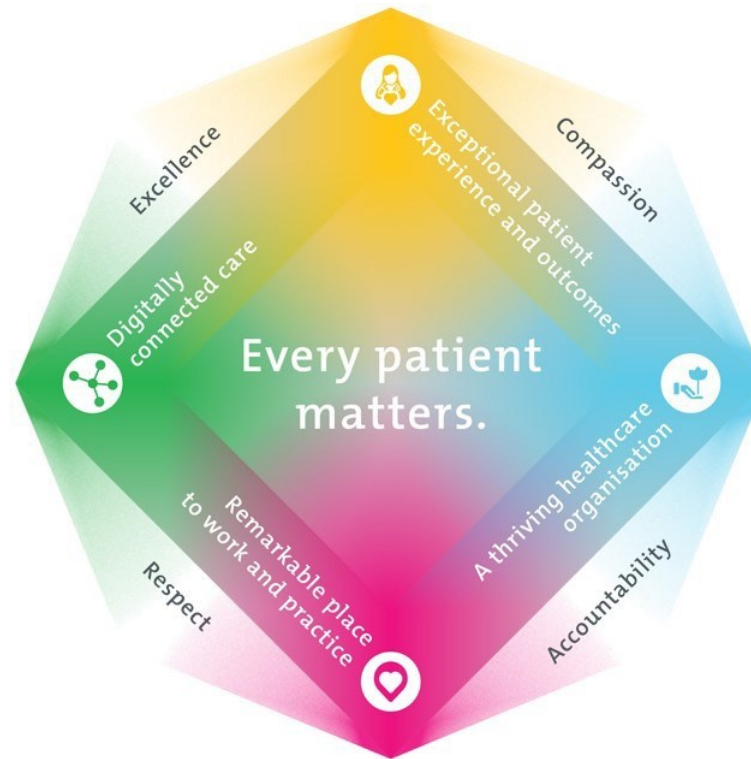 Excellence
Compassion
Exceptional patient
experience and outcomes
Digitally
connected care
Every patient
matters.
Remarkable place
to work and practice
A thriving healthcare
organisation
Respect
Accountability